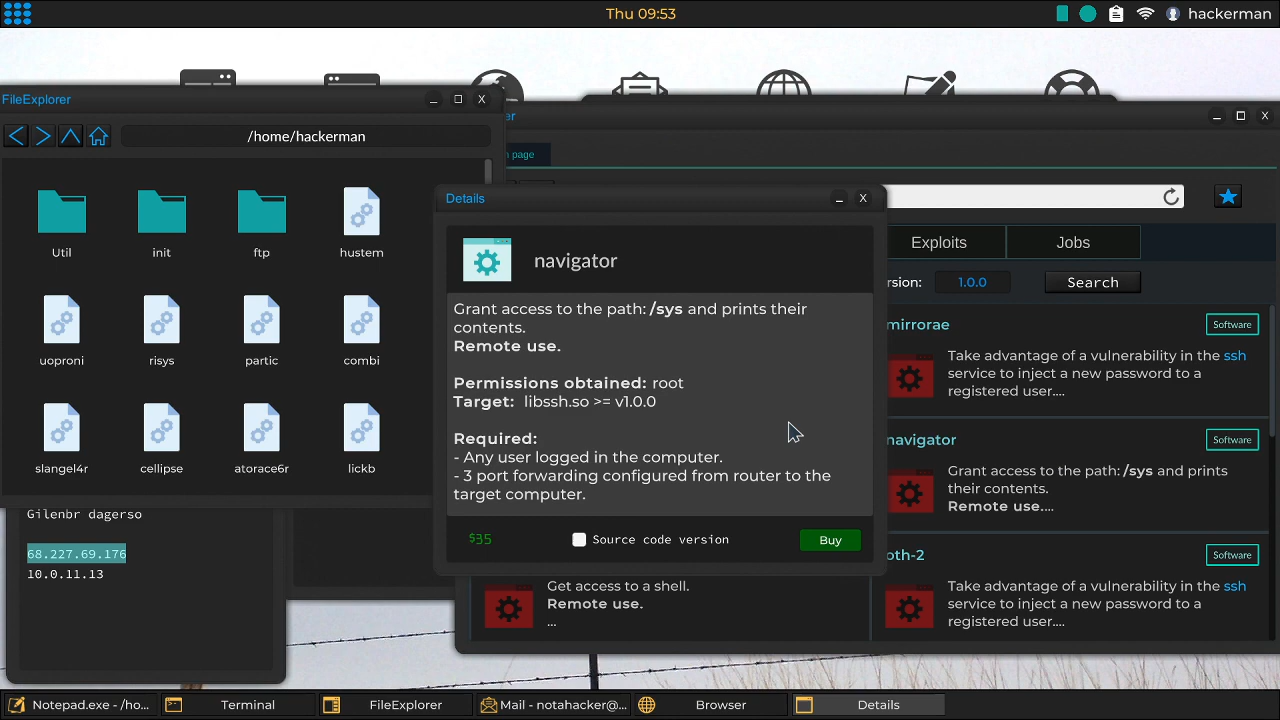 Thu 09:53
hackerman
FileExplorer
/home/hackerman
Util
init
ftp
hustem
uoproni
risys
partic
combi
slangel4r
cellipse
atorace6r
lickb
Gilenbr dagerso
68.227.69.176
10.0.11.13
er
n page
Exploits
Jobs
rsion:
1.0.0
Search
mirrorae
Software
Take advantage of a vulnerability in the ssh
service to inject a new password to a
registered user....
navigator
Software
Grant access to the path: /sys and prints
their contents.
Remote use....
oth-2
Software
Take advantage of a vulnerability in the ssh
service to inject a new password to a
registered user....
Get access to a shell.
Remote use.
...
Details
navigator
Grant access to the path: /sys and prints their
contents.
Remote use.
Permissions obtained: root
Target: libssh.so >= v1.0.0
Required:
- Any user logged in the computer.
- 3 port forwarding configured from router to the
target computer.
$35
Source code version
Buy
Notepad.exe - /ho...
Terminal
FileExplorer
Mail - notahacker@...
Browser
Details